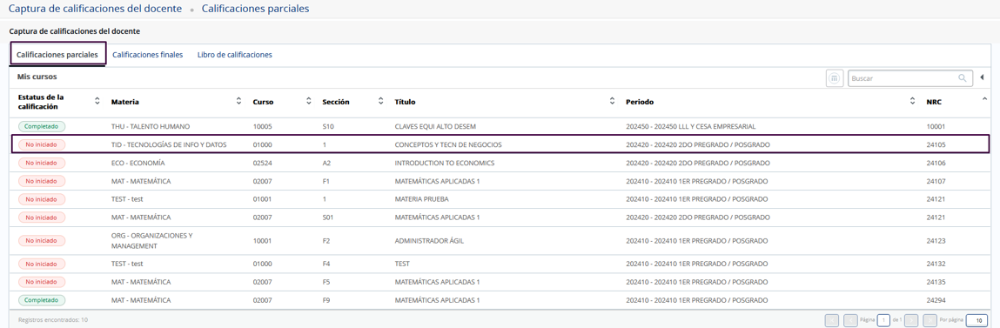 Captura de calificaciones del docente • Calificaciones parciales
Captura de calificaciones del docente
Calificaciones parciales Calificaciones finales Libro de calificaciones
Mis cursos Buscar
Estatus de la calificación Materia Curso Sección Título Periodo NRC
Completado THU - TALENTO HUMANO 10005 S10 CLAVES EQUI ALTO DESEM 202450 - 202450 LLL Y CESA EMPRESARIAL 10001
No iniciado TID - TECNOLOGÍAS DE INFO Y DATOS 01000 1 CONCEPTOS Y TECN DE NEGOCIOS 202420 - 202420 2DO PREGRADO / POSGRADO 24105
No iniciado ECO - ECONOMÍA 02524 A2 INTRODUCTION TO ECONOMICS 202420 - 202420 2DO PREGRADO / POSGRADO 24106
No iniciado MAT - MATEMÁTICA 02007 F1 MATEMÁTICAS APLICADAS 1 202410 - 202410 1ER PREGRADO / POSGRADO 24107
No iniciado TEST - test 01001 1 MATERIA PRUEBA 202410 - 202410 1ER PREGRADO / POSGRADO 24121
No iniciado MAT - MATEMÁTICA 02007 S01 MATEMÁTICAS APLICADAS 1 202420 - 202420 2DO PREGRADO / POSGRADO 24121
No iniciado ORG - ORGANIZACIONES Y MANAGEMENT 10001 F2 ADMINISTRADOR ÁGIL 202410 - 202410 1ER PREGRADO / POSGRADO 24123
No iniciado TEST - test 01000 F4 TEST 202410 - 202410 1ER PREGRADO / POSGRADO 24132
No iniciado MAT - MATEMÁTICA 02007 F5 MATEMÁTICAS APLICADAS 1 202410 - 202410 1ER PREGRADO / POSGRADO 24135
Completado MAT - MATEMÁTICA 02007 F9 MATEMÁTICAS APLICADAS 1 202410 - 202410 1ER PREGRADO / POSGRADO 24294
Registros encontrados: 10 Página 1 de 1 Por página 10